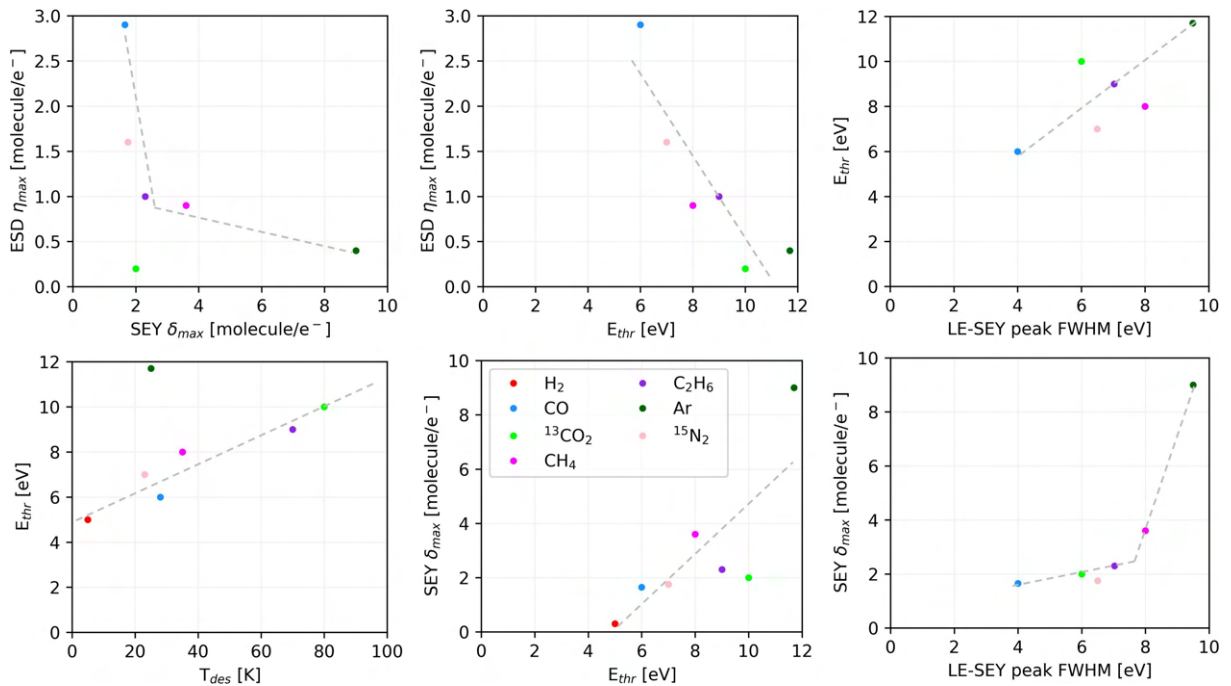 3.0
2.5
2.0
1.5
1.0
0.5
0.0
ESD η_max [molecule/e⁻]
0 2 4 6 8 10
SEY δ_max [molecule/e⁻]
3.0
2.5
2.0
1.5
1.0
0.5
0.0
ESD η_max [molecule/e⁻]
0 2 4 6 8 10 12
E_thr [eV]
12
10
8
6
4
2
0
E_thr [eV]
0 2 4 6 8 10
LE-SEY peak FWHM [eV]
12
10
8
6
4
2
0
E_thr [eV]
0 20 40 60 80 100
T_des [K]
10
8
6
4
2
0
SEY δ_max [molecule/e⁻]
H₂
CO
¹³CO₂
CH₄
C₂H₆
Ar
¹⁵N₂
0 2 4 6 8 10 12
E_thr [eV]
10
8
6
4
2
0
SEY δ_max [molecule/e⁻]
0 2 4 6 8 10
LE-SEY peak FWHM [eV]